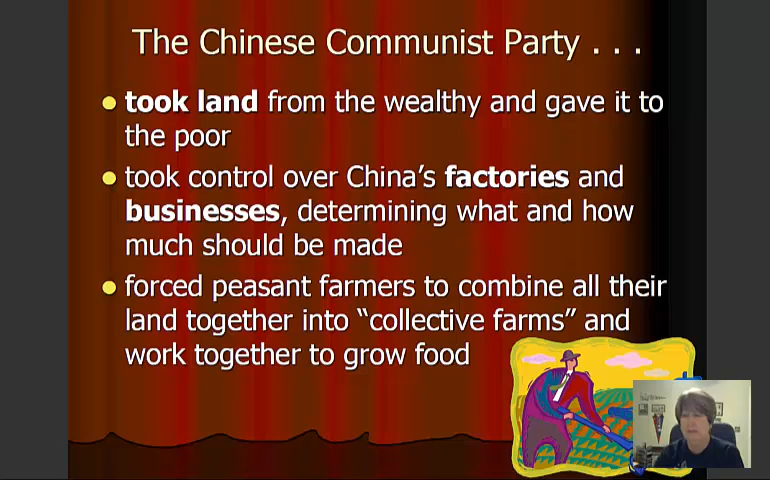 The Chinese Communist Party . . .
took land from the wealthy and gave it to
the poor
took control over China’s factories and
businesses, determining what and how
much should be made
forced peasant farmers to combine all their
land together into “collective farms” and
work together to grow food